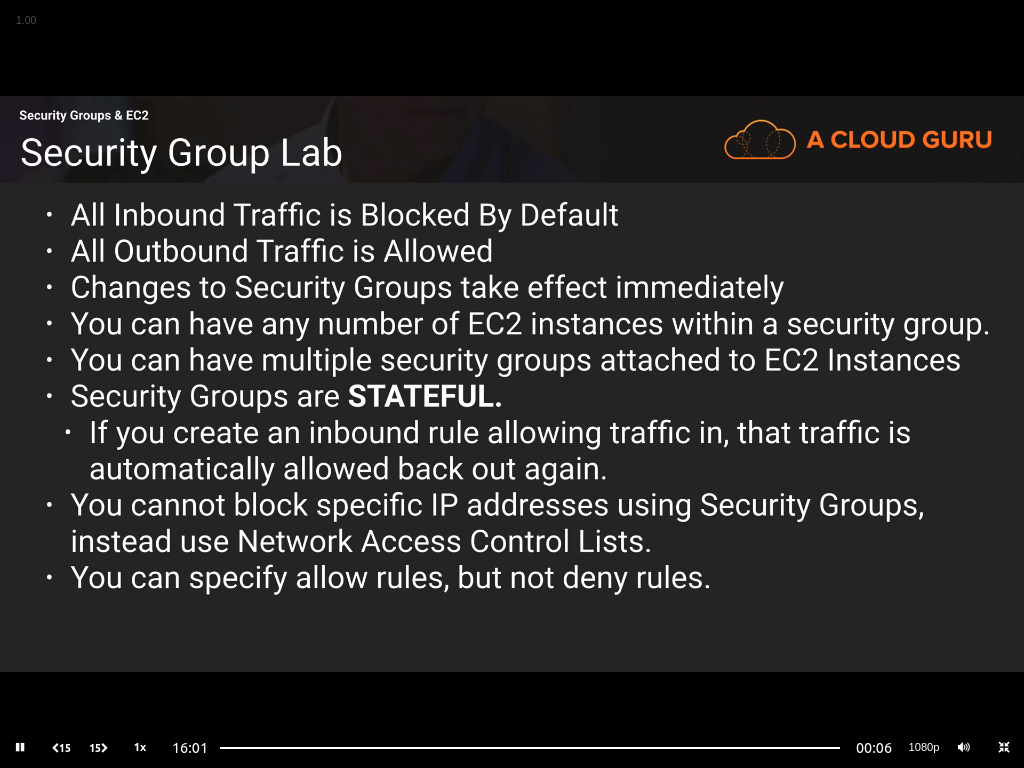 1.00
Security Groups & EC2
Security Group Lab
A CLOUD GURU
• All Inbound Traffic is Blocked By Default
• All Outbound Traffic is Allowed
• Changes to Security Groups take effect immediately
• You can have any number of EC2 instances within a security group.
• You can have multiple security groups attached to EC2 Instances
• Security Groups are STATEFUL.
• If you create an inbound rule allowing traffic in, that traffic is
automatically allowed back out again.
• You cannot block specific IP addresses using Security Groups,
instead use Network Access Control Lists.
• You can specify allow rules, but not deny rules.
15 15 1x 16:01 00:06 1080p